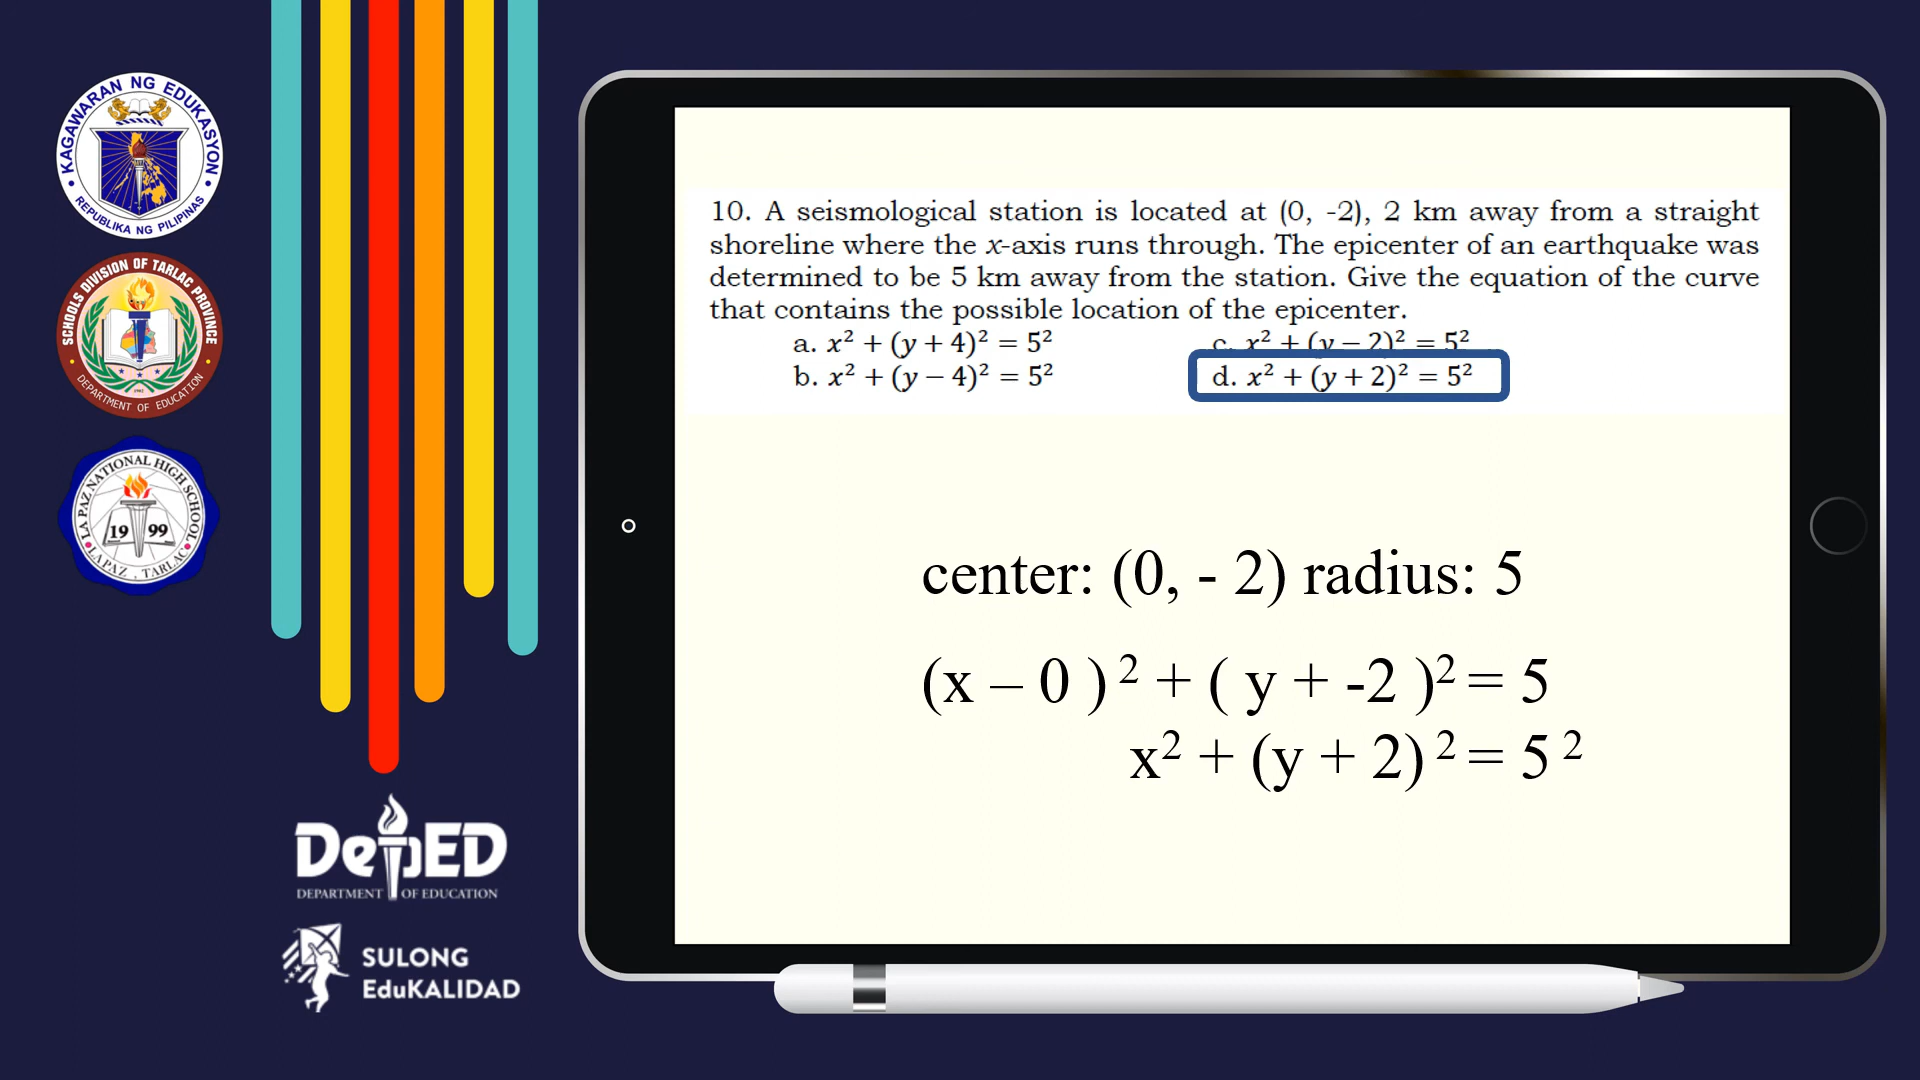 KAGAWARAN NG EDUKASYON
REPUBLIKA NG PILIPINAS
SCHOOLS DIVISION OF TARLAC PROVINCE
DEPARTMENT OF EDUCATION
LA PAZ NATIONAL HIGH SCHOOL
19 99
LA PAZ, TARLAC
DepED
DEPARTMENT OF EDUCATION
SULONG
EduKALIDAD
10. A seismological station is located at (0, -2), 2 km away from a straight
shoreline where the x-axis runs through. The epicenter of an earthquake was
determined to be 5 km away from the station. Give the equation of the curve
that contains the possible location of the epicenter.
a. x² + (y + 4)² = 5²
c. x² + (y − 2)² = 5²
b. x² + (y − 4)² = 5²
d. x² + (y + 2)² = 5²
center: (0, - 2) radius: 5
(x – 0 )² + ( y + -2 )² = 5
x² + (y + 2)² = 5²